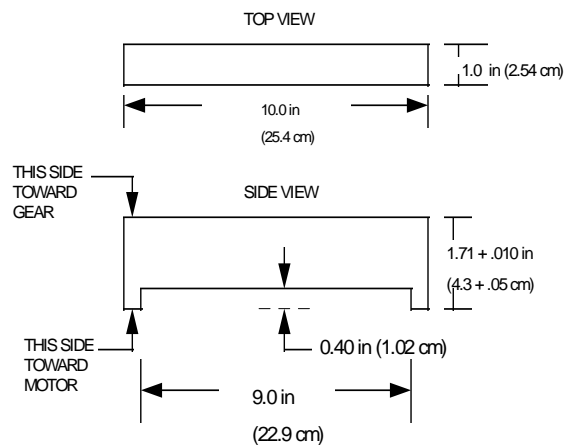 TOP VIEW
1.0 in (2.54 cm)
10.0 in
(25.4 cm)
THIS SIDE
TOWARD
GEAR
SIDE VIEW
1.71 + .010 in
(4.3 + .05 cm)
THIS SIDE
TOWARD
MOTOR
0.40 in (1.02 cm)
9.0 in
(22.9 cm)